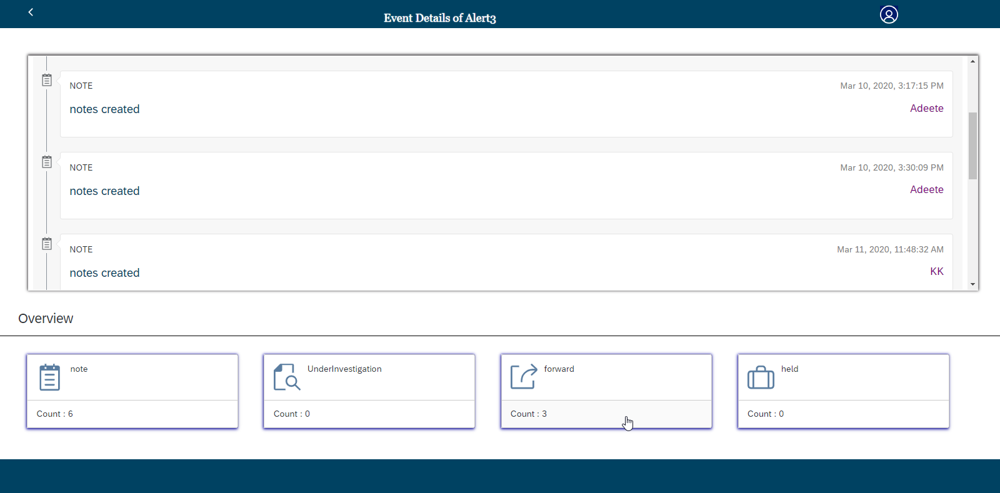 Event Details of Alert3
NOTE
Mar 10, 2020, 3:17:15 PM
notes created
Adeete
NOTE
Mar 10, 2020, 3:30:09 PM
notes created
Adeete
NOTE
Mar 11, 2020, 11:48:32 AM
notes created
KK
Overview
note
Count : 6
UnderInvestigation
Count : 0
forward
Count : 3
held
Count : 0